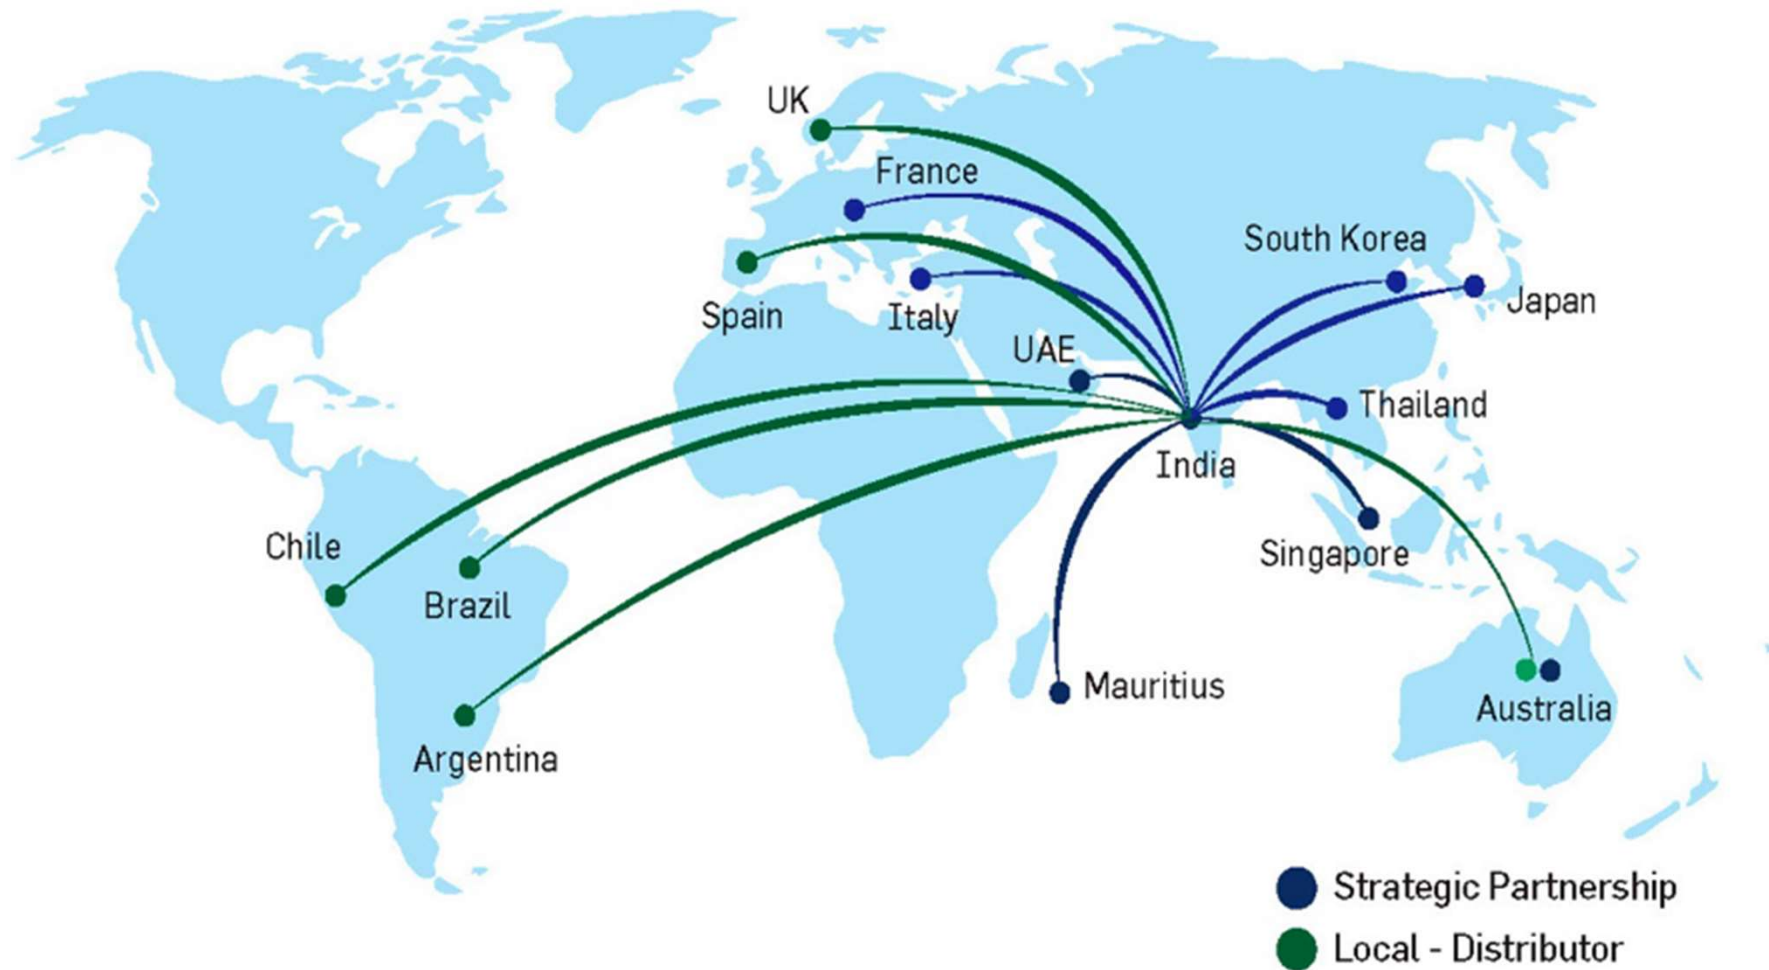 UK
France
South Korea
Spain
Italy
Japan
UAE
Thailand
India
Chile
Singapore
Brazil
Mauritius
Australia
Argentina
Strategic Partnership
Local - Distributor